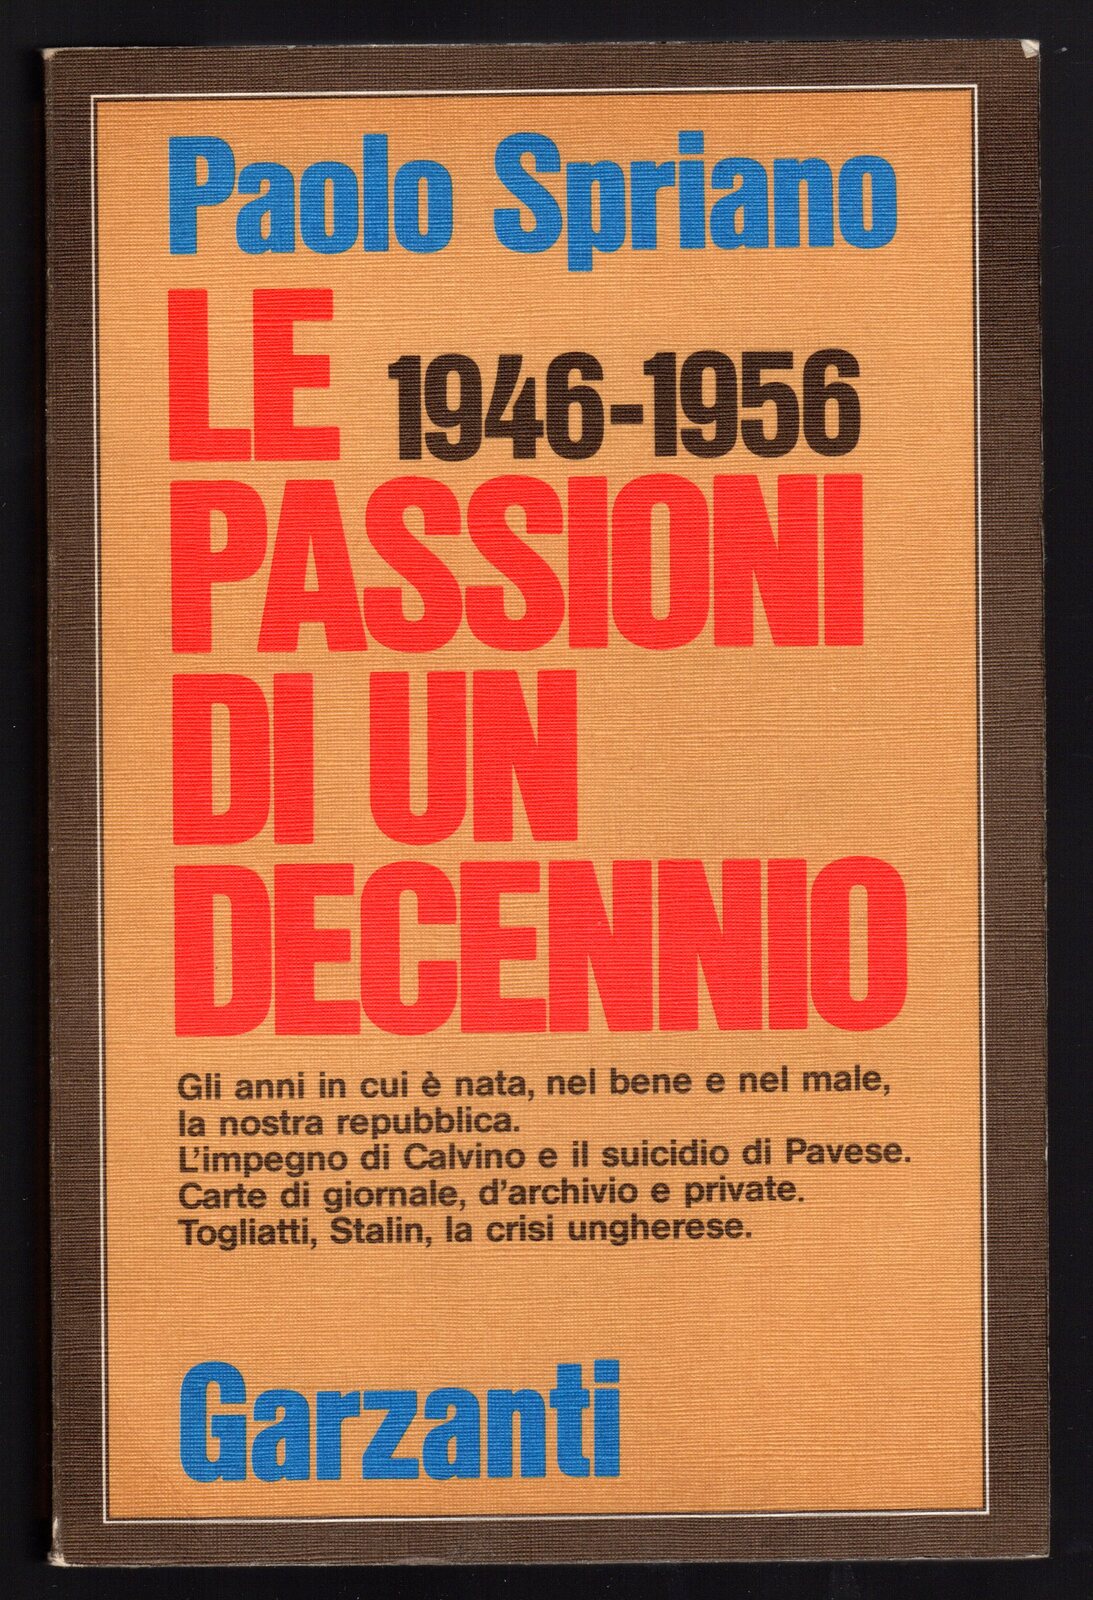 Paolo Spriano
LE 1946-1956
PASSIONI
DI UN
DECENNIO
Gli anni in cui è nata, nel bene e nel male,
la nostra repubblica.
L'impegno di Calvino e il suicidio di Pavese.
Carte di giornale, d'archivio e private.
Togliatti, Stalin, la crisi ungherese.
Garzanti